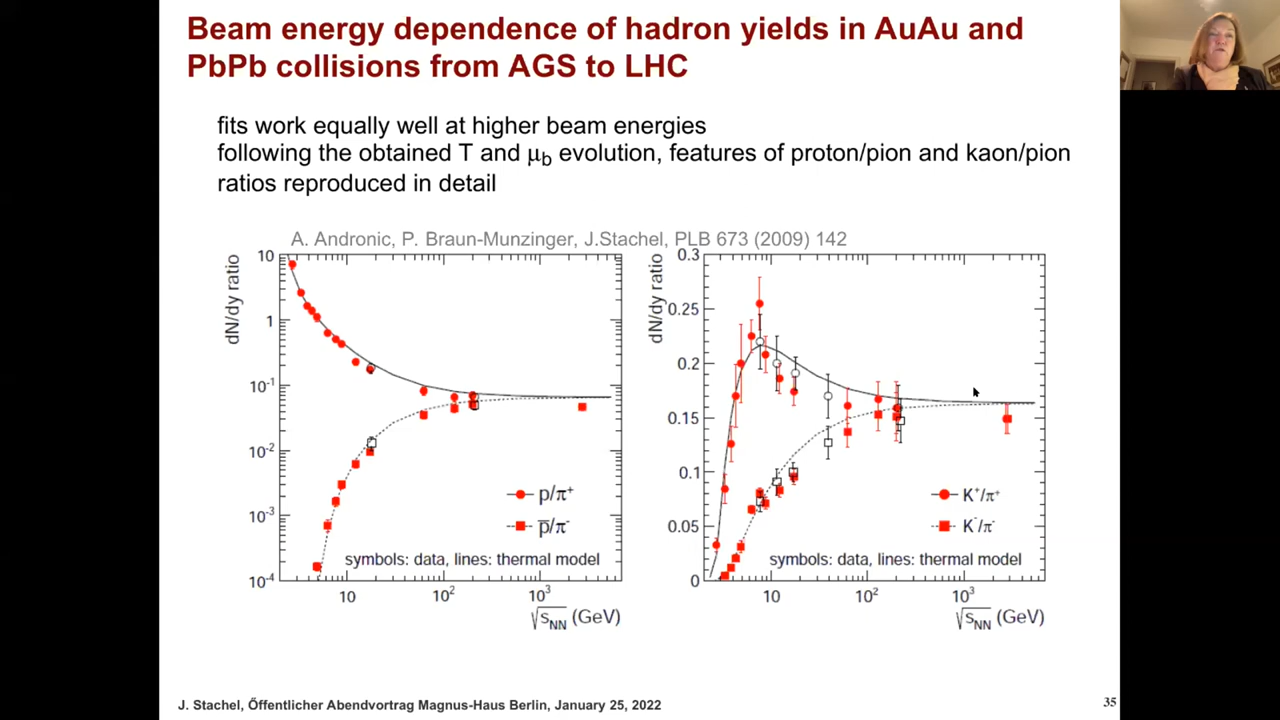 Beam energy dependence of hadron yields in AuAu and
PbPb collisions from AGS to LHC
fits work equally well at higher beam energies
following the obtained T and μb evolution, features of proton/pion and kaon/pion
ratios reproduced in detail
A. Andronic, P. Braun-Munzinger, J.Stachel, PLB 673 (2009) 142
dN/dy ratio
10
1
10-1
10-2
10-3
10-4
p/π+
p̅/π-
symbols: data, lines: thermal model
10
102
103
√sNN (GeV)
dN/dy ratio
0.3
0.25
0.2
0.15
0.1
0.05
0
K+/π+
K-/π-
symbols: data, lines: thermal model
10
102
103
√sNN (GeV)
J. Stachel, Öffentlicher Abendvortrag Magnus-Haus Berlin, January 25, 2022
35